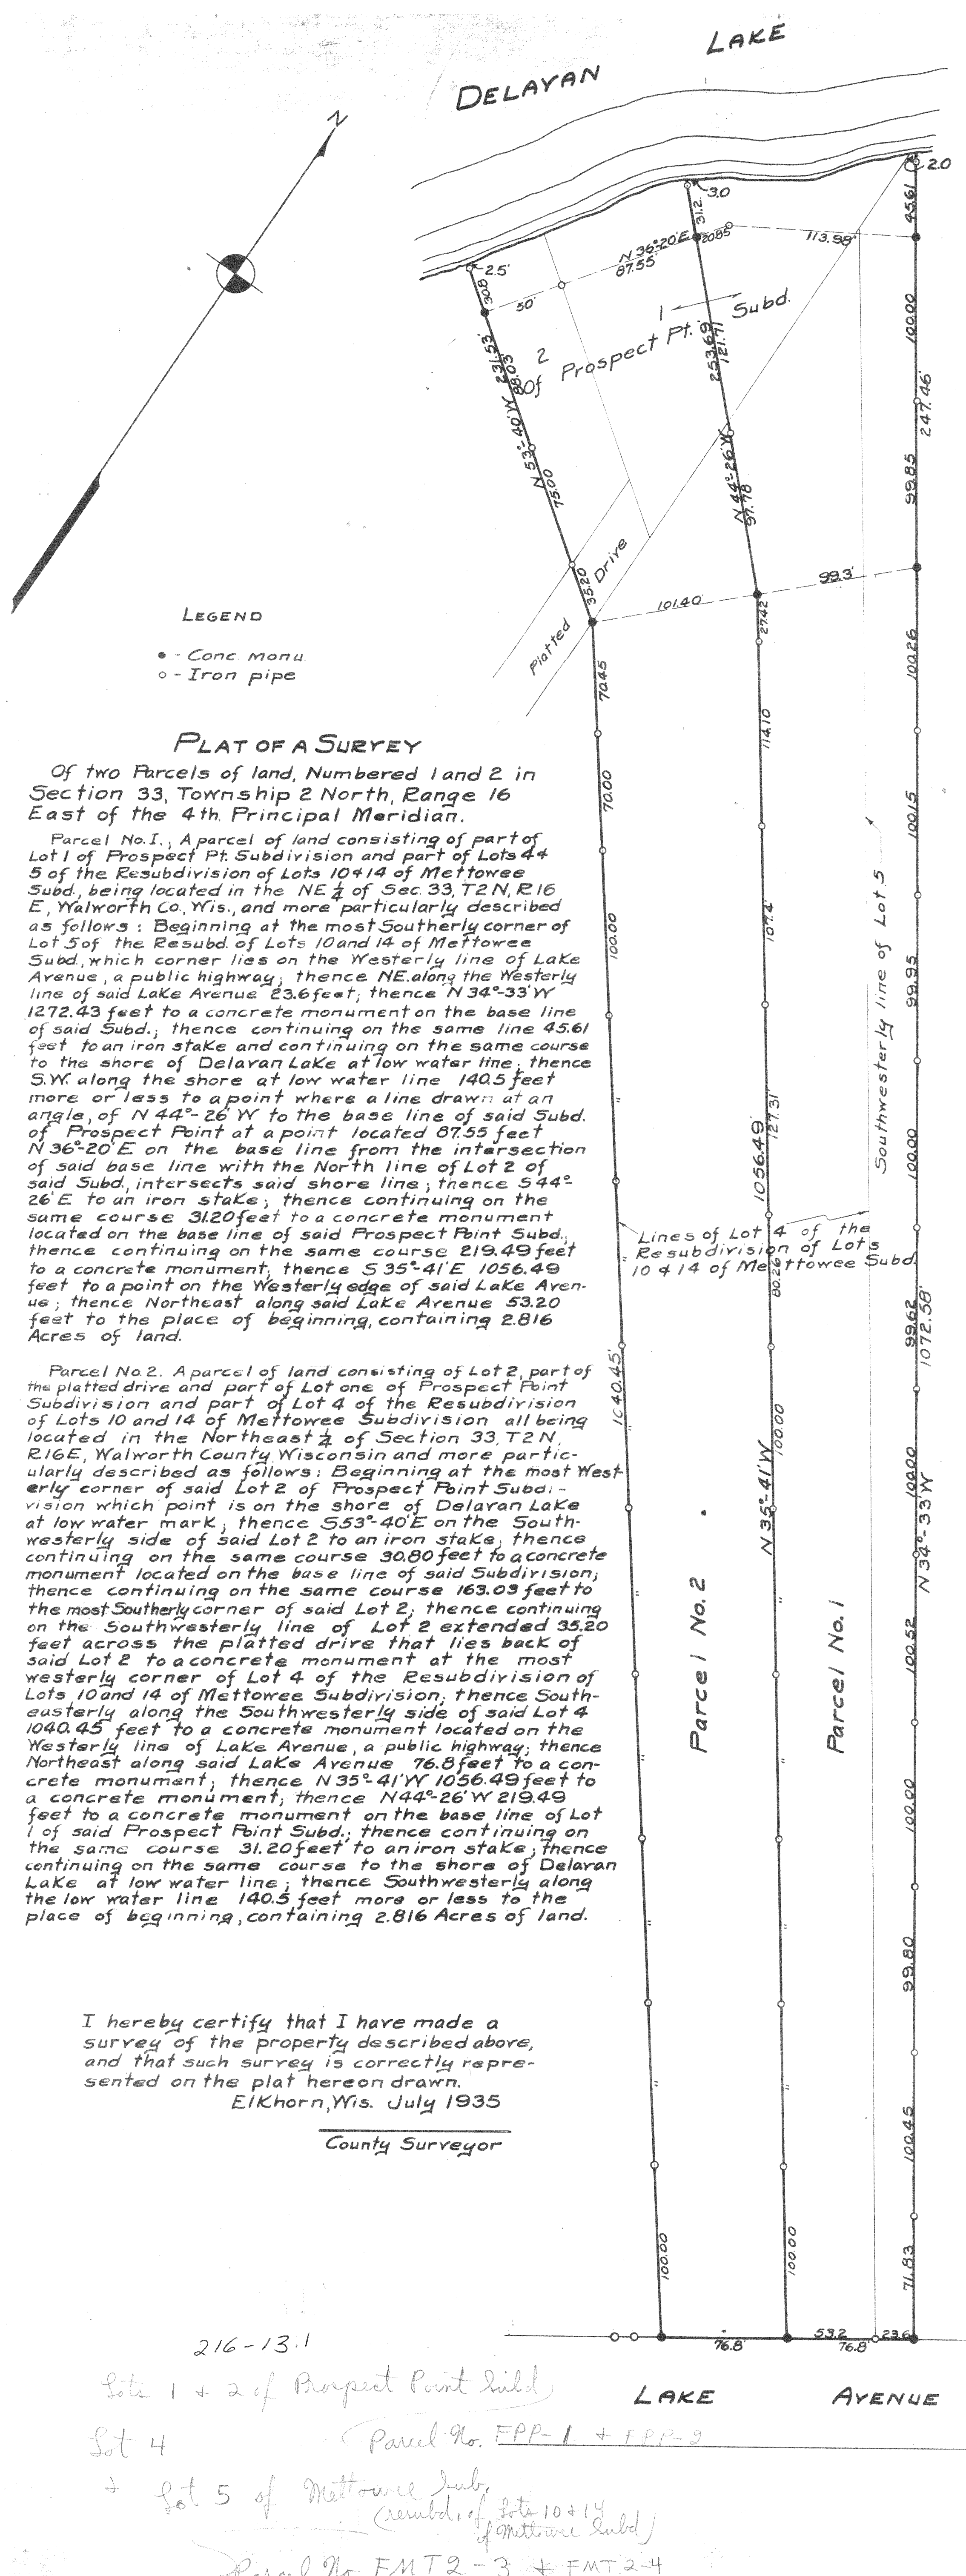 DELAVAN LAKE
N
2.0
3.0
2.5'
45.61
31.2
30.8
N 36°-20'E
87.55'
20.85'
113.98'
50'
1
Subd.
2
Of Prospect Pt.
100.00
247.46'
99.85
253.69
121.71
N 44°-26'W
97.78
231.53'
88.03
N 53°-40'W
75.00
35.20
Platted Drive
101.40'
99.3'
27.42
LEGEND
● - Conc. monu.
○ - Iron pipe
PLAT OF A SURVEY
Of two Parcels of land, Numbered 1 and 2 in
Section 33, Township 2 North, Range 16
East of the 4th. Principal Meridian.
Parcel No. I., A parcel of land consisting of part of
Lot 1 of Prospect Pt. Subdivision and part of Lots 4 &
5 of the Resubdivision of Lots 10 & 14 of Mettowee
Subd., being located in the NE ¼ of Sec. 33, T2N, R16
E, Walworth Co., Wis., and more particularly described
as follows : Beginning at the most Southerly corner of
Lot 5 of the Resubd. of Lots 10 and 14 of Mettowee
Subd., which corner lies on the Westerly line of Lake
Avenue, a public highway; thence NE. along the Westerly
line of said Lake Avenue 23.6 feet; thence N 34°-33'W
1272.43 feet to a concrete monument on the base line
of said Subd.; thence continuing on the same line 45.61
feet to an iron stake and continuing on the same course
to the shore of Delavan Lake at low water line; thence
S.W. along the shore at low water line 140.5 feet
more or less to a point where a line drawn at an
angle, of N 44°-26'W to the base line of said Subd.
of Prospect Point at a point located 87.55 feet
N 36°-20'E on the base line from the intersection
of said base line with the North line of Lot 2 of
said Subd., intersects said shore line; thence S 44°-
26'E to an iron stake; thence continuing on the
same course 31.20 feet to a concrete monument
located on the base line of said Prospect Point Subd.;
thence continuing on the same course 219.49 feet
to a concrete monument, thence S 35°-41'E 1056.49
feet to a point on the Westerly edge of said Lake Aven-
ue; thence Northeast along said Lake Avenue 53.20
feet to the place of beginning, containing 2.816
Acres of land.
Parcel No. 2. A parcel of land consisting of Lot 2, part of
the platted drive and part of Lot one of Prospect Point
Subdivision and part of Lot 4 of the Resubdivision
of Lots 10 and 14 of Mettowee Subdivision all being
located in the Northeast ¼ of Section 33, T2N,
R16E, Walworth County, Wisconsin and more partic-
ularly described as follows: Beginning at the most West-
erly corner of said Lot 2 of Prospect Point Subdi-
vision which point is on the shore of Delavan Lake
at low water mark; thence S53°-40'E on the South-
westerly side of said Lot 2 to an iron stake, thence
continuing on the same course 30.80 feet to a concrete
monument located on the base line of said Subdivision;
thence continuing on the same course 163.03 feet to
the most Southerly corner of said Lot 2; thence continuing
on the Southwesterly line of Lot 2 extended 35.20
feet across the platted drive that lies back of
said Lot 2 to a concrete monument at the most
westerly corner of Lot 4 of the Resubdivision of
Lots 10 and 14 of Mettowee Subdivision; thence South-
easterly along the Southwesterly side of said Lot 4
1040.45 feet to a concrete monument located on the
Westerly line of Lake Avenue, a public highway; thence
Northeast along said Lake Avenue 76.8 feet to a con-
crete monument; thence N 35°-41'W 1056.49 feet to
a concrete monument; thence N44°-26'W 219.49
feet to a concrete monument on the base line of Lot
1 of said Prospect Point Subd.; thence continuing on
the same course 31.20 feet to an iron stake; thence
continuing on the same course to the shore of Delavan
Lake at low water line; thence Southwesterly along
the low water line 140.5 feet more or less to the
place of beginning, containing 2.816 Acres of land.
I hereby certify that I have made a
survey of the property described above,
and that such survey is correctly repre-
sented on the plat hereon drawn.
Elkhorn, Wis. July 1935
County Surveyor
70.45
70.00
100.00
"
"
1040.45'
"
"
"
"
"
100.00
114.10
107.4'
127.31'
1056.49'
80.26
100.00
N 35°-41'W
"
"
"
"
100.00
Lines of Lot 4 of the
Resubdivision of Lots
10 & 14 of Mettowee Subd.
Southwesterly line of Lot 5
100.26
100.15
99.95
100.00
99.62
1072.58'
100.00
N 34°-33'W
100.52
100.00
99.80
100.45
71.83
Parcel No. 2
Parcel No. 1
76.8'
53.2
76.8'
23.6
LAKE AVENUE
216-13.1
Lots 1 & 2 of Prospect Point Subd
Lot 4
Parcel No. FPP-1 & FPP-2
& Lot 5 of Mettowee Sub.
(resubd. of Lots 10 & 14
of Mettowee Subd)
Parcel No FMT2-3 & FMT2-4